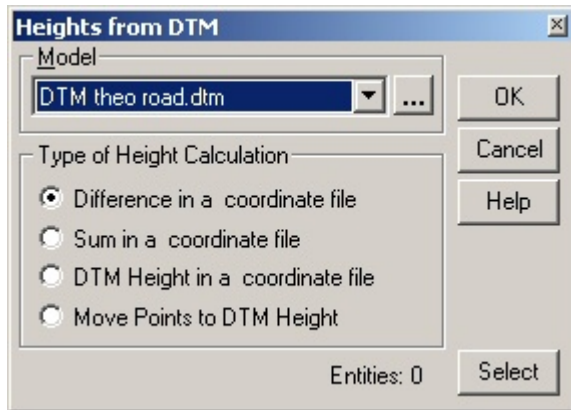 Heights from DTM
Model
DTM theo road.dtm
...
OK
Type of Height Calculation
Cancel
Difference in a coordinate file
Help
Sum in a coordinate file
DTM Height in a coordinate file
Move Points to DTM Height
Entities: 0
Select